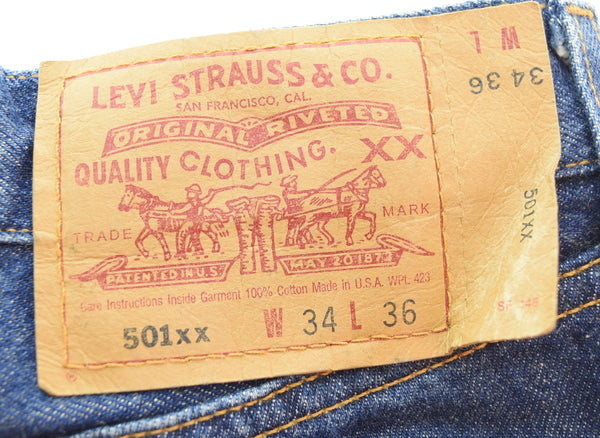 LEVI STRAUSS & CO.
SAN FRANCISCO, CAL.
ORIGINAL RIVETED
QUALITY CLOTHING. XX
TRADE MARK
PATENTED IN U.S. MAY 20 1873
Care Instructions Inside Garment 100% Cotton Made in U.S.A. WPL 423
501xx W 34 L 36
®
W L
34 36
501XX